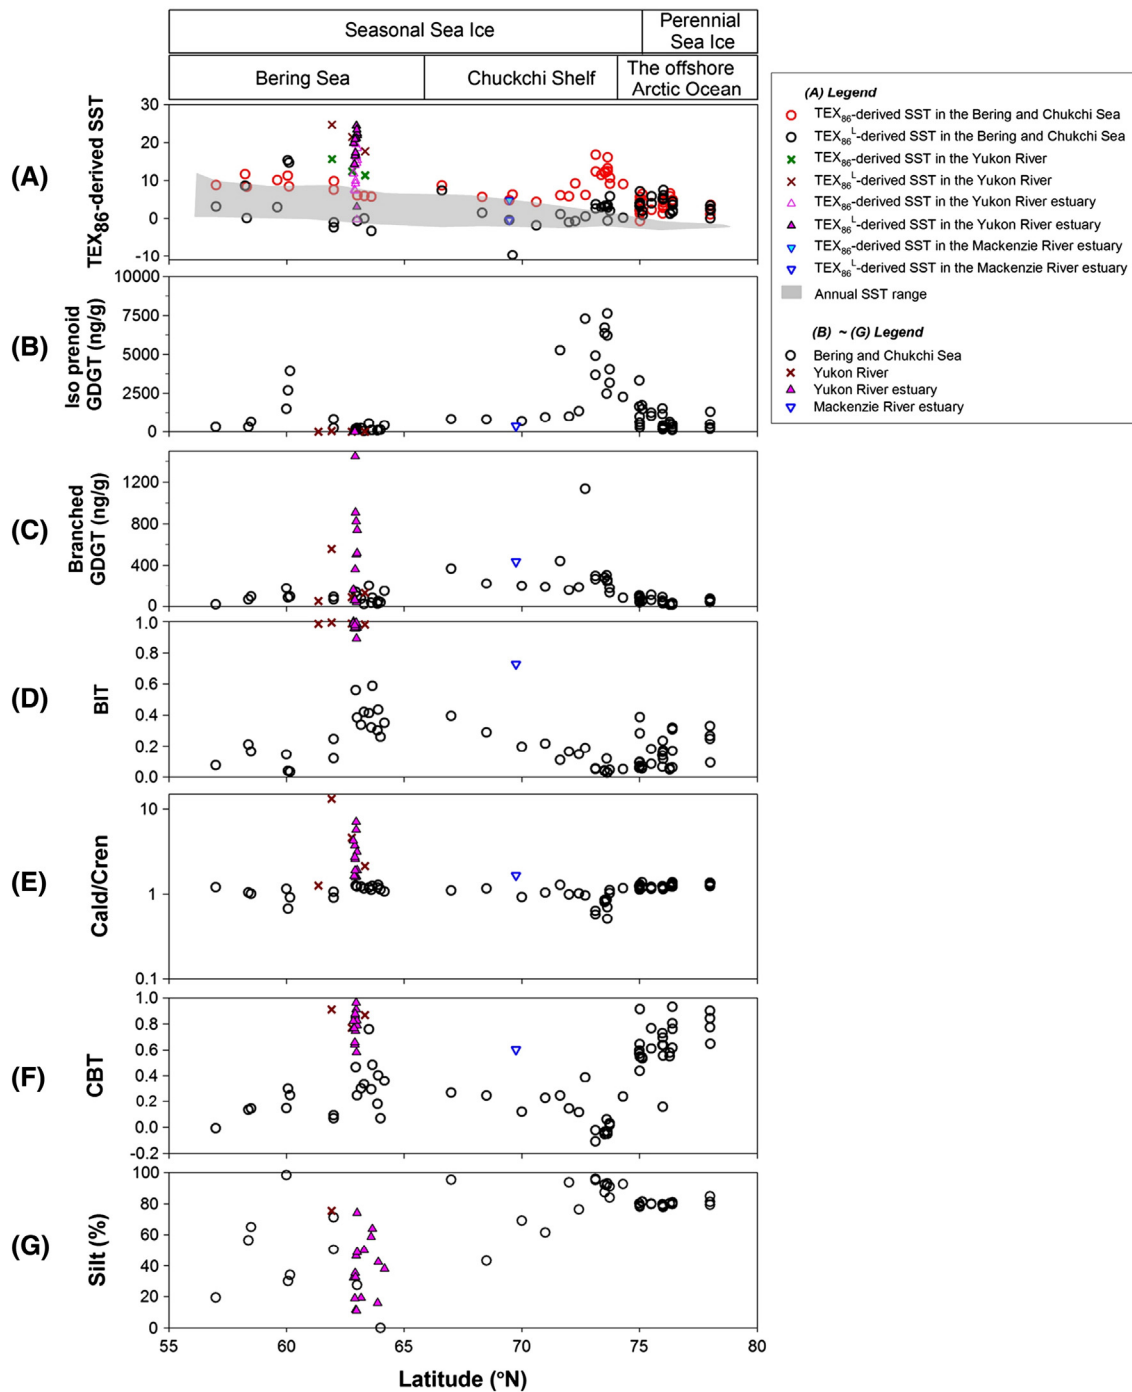 Seasonal Sea Ice
Perennial
Sea Ice
Bering Sea
Chuckchi Shelf
The offshore
Arctic Ocean
(A)
TEX86-derived SST
30
20
10
0
-10
(B)
Iso prenoid
GDGT (ng/g)
10000
7500
5000
2500
0
(C)
Branched
GDGT (ng/g)
1200
800
400
0
(D)
BIT
1.0
0.8
0.6
0.4
0.2
0.0
(E)
Cald/Cren
10
1
0.1
(F)
CBT
1.0
0.8
0.6
0.4
0.2
0.0
-0.2
(G)
Silt (%)
100
80
60
40
20
0
55 60 65 70 75 80
Latitude (°N)
(A) Legend
TEX86-derived SST in the Bering and Chukchi Sea
TEX86L-derived SST in the Bering and Chukchi Sea
TEX86-derived SST in the Yukon River
TEX86L-derived SST in the Yukon River
TEX86-derived SST in the Yukon River estuary
TEX86L-derived SST in the Yukon River estuary
TEX86-derived SST in the Mackenzie River estuary
TEX86L-derived SST in the Mackenzie River estuary
Annual SST range
(B) ~ (G) Legend
Bering and Chukchi Sea
Yukon River
Yukon River estuary
Mackenzie River estuary